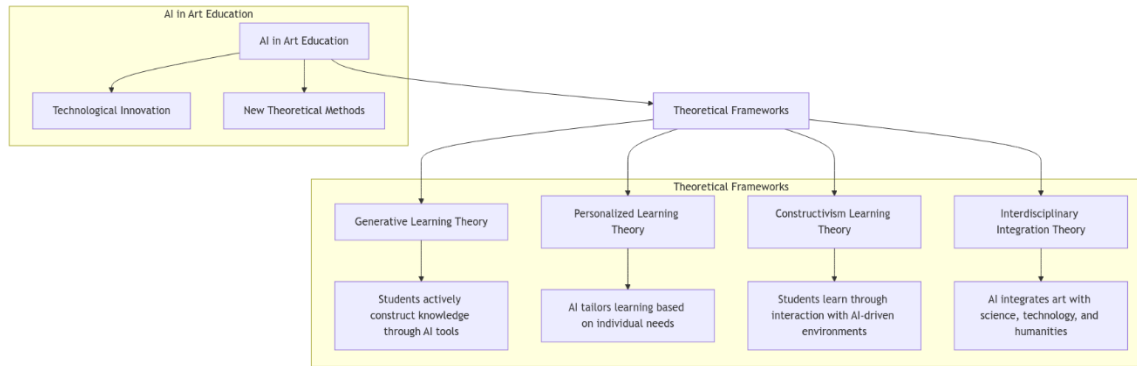 AI in Art Education
AI in Art Education
Technological Innovation
New Theoretical Methods
Theoretical Frameworks
Theoretical Frameworks
Generative Learning Theory
Personalized Learning
Theory
Constructivism Learning
Theory
Interdisciplinary
Integration Theory
Students actively
construct knowledge
through AI tools
AI tailors learning based
on individual needs
Students learn through
interaction with AI-driven
environments
AI integrates art with
science, technology, and
humanities